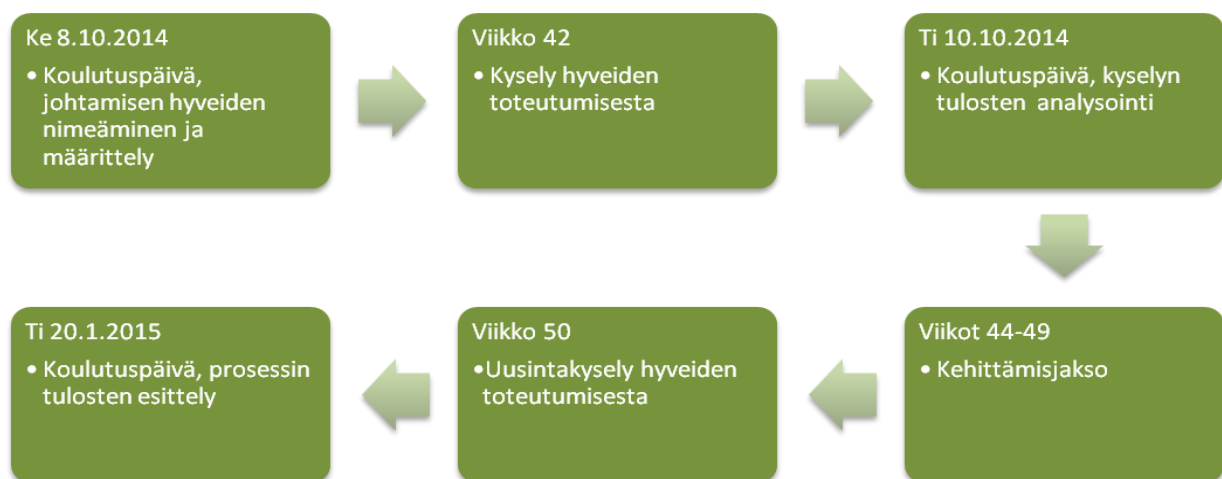 Ke 8.10.2014
• Koulutuspäivä,
johtamisen hyveiden
nimeäminen ja
määrittely
Viikko 42
• Kysely hyveiden
toteutumisesta
Ti 10.10.2014
• Koulutuspäivä, kyselyn
tulosten analysointi
Viikot 44-49
• Kehittämisjakso
Viikko 50
•Uusintakysely hyveiden
toteutumisesta
Ti 20.1.2015
• Koulutuspäivä, prosessin
tulosten esittely